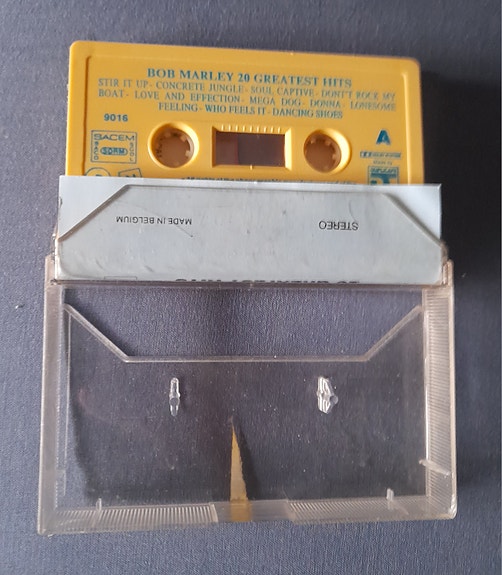 BOB MARLEY 20 GREATEST HITS
STIR IT UP - CONCRETE JUNGLE - SOUL CAPTIVE - DON'T ROCK MY
BOAT - LOVE AND EFFECTION - MEGA DOG - DONNA - LONESOME
FEELING - WHO FEELS IT - DANCING SHOES
9016
A
SACEM
SDRM
STEREO
MADE IN BELGIUM